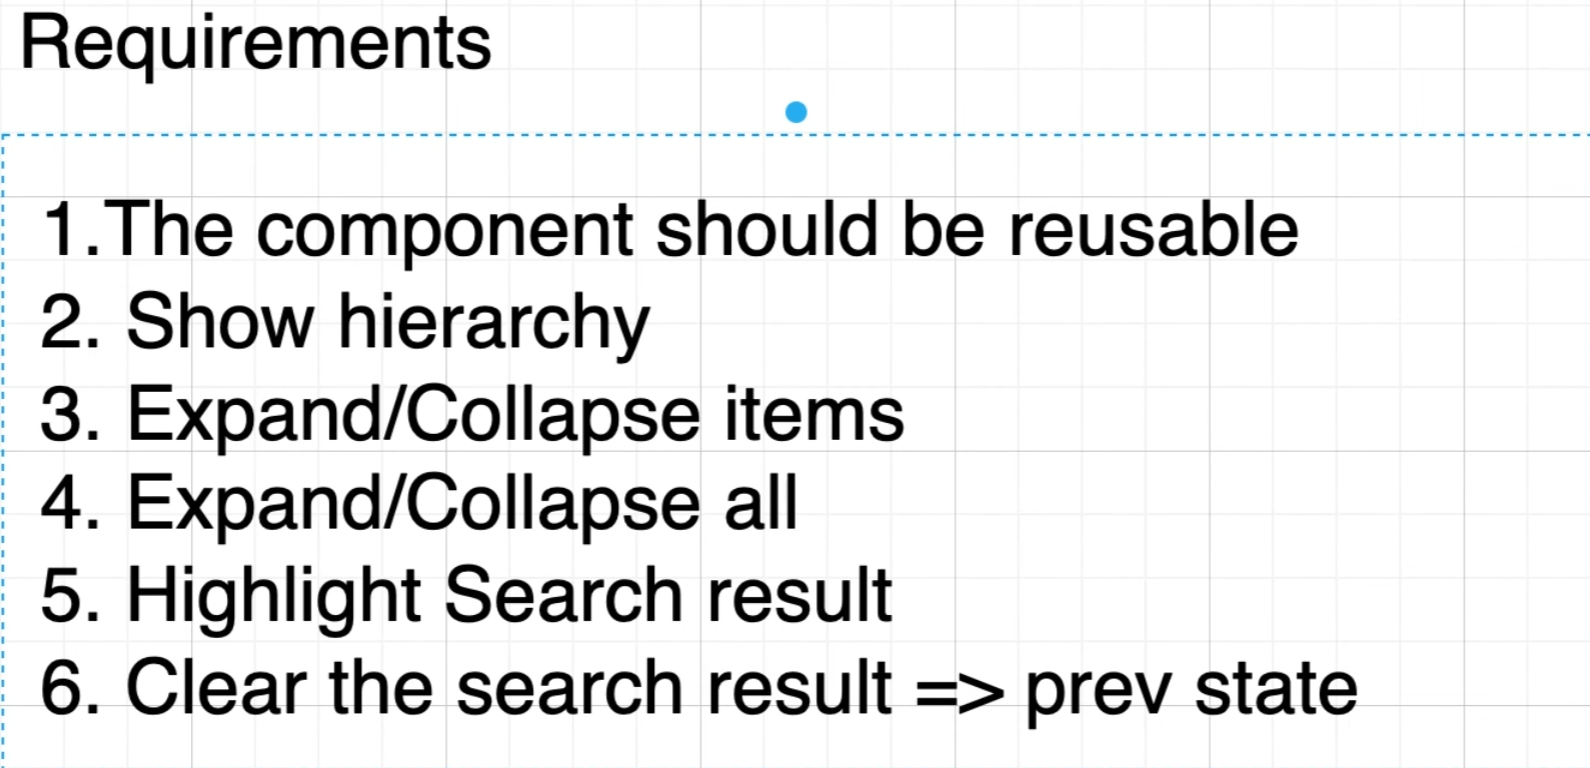 Requirements
1.The component should be reusable
2. Show hierarchy
3. Expand/Collapse items
4. Expand/Collapse all
5. Highlight Search result
6. Clear the search result => prev state